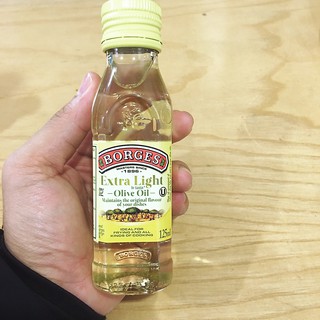 BORGES
1896
Extra Light
Olive Oil
Maintains the original flavour
of your dishes
IDEAL FOR
FRYING AND ALL
KINDS OF COOKING
125ml
BORGES